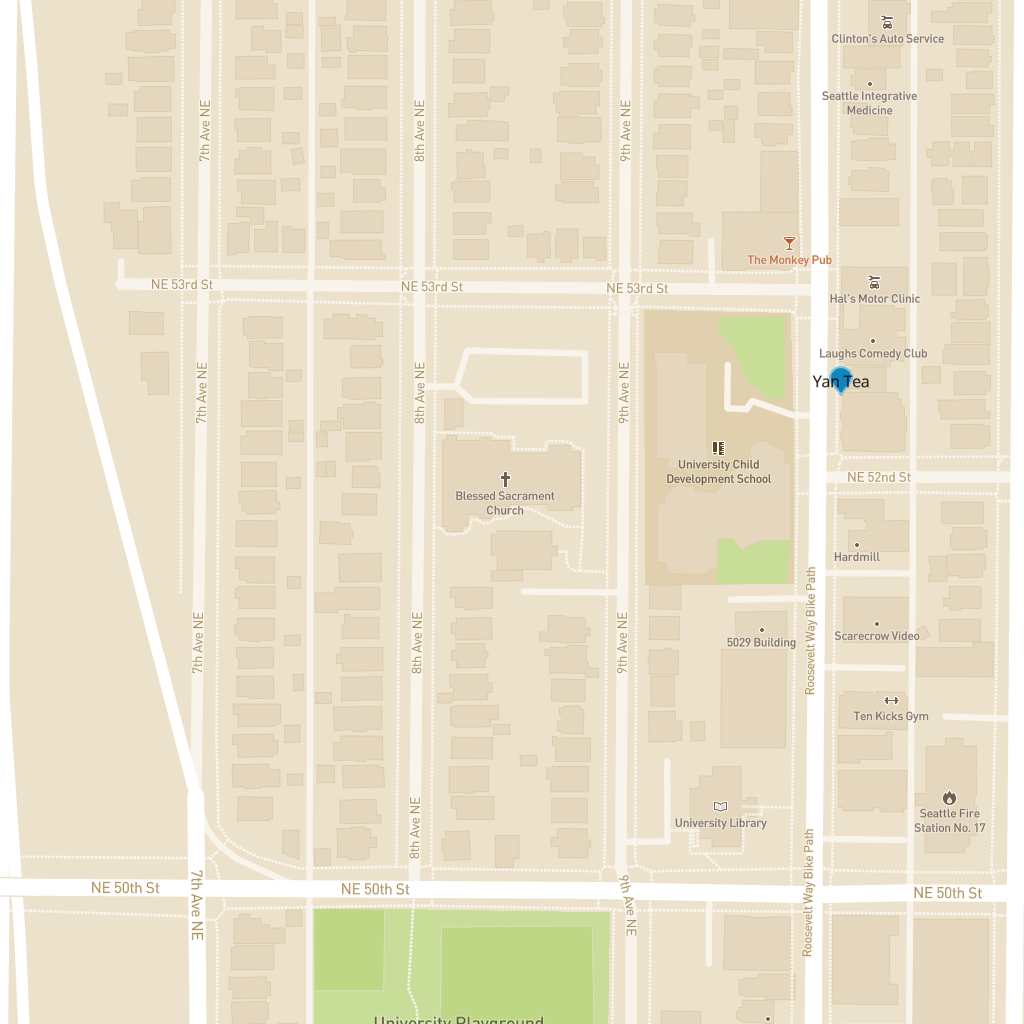 Clinton's Auto Service
Seattle Integrative
Medicine
7th Ave NE
8th Ave NE
9th Ave NE
The Monkey Pub
NE 53rd St
NE 53rd St
NE 53rd St
Hal's Motor Clinic
Laughs Comedy Club
Yan Tea
7th Ave NE
8th Ave NE
9th Ave NE
University Child
Development School
NE 52nd St
Blessed Sacrament
Church
Hardmill
Roosevelt Way Bike Path
7th Ave NE
8th Ave NE
9th Ave NE
5029 Building
Scarecrow Video
Ten Kicks Gym
8th Ave NE
University Library
Seattle Fire
Station No. 17
Roosevelt Way Bike Path
NE 50th St
NE 50th St
NE 50th St
7th Ave NE
9th Ave NE
University Playground